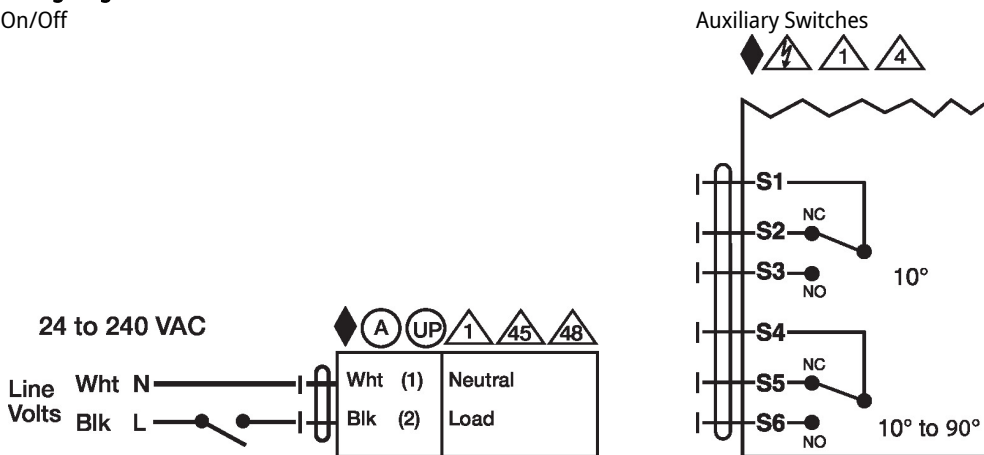 On/Off
24 to 240 VAC
A UP 1 45 48
Line Volts
Wht N
Blk L
Wht (1) Neutral
Blk (2) Load
Auxiliary Switches
1 4
S1
NC
S2
S3
NO
10°
S4
NC
S5
S6
NO
10° to 90°